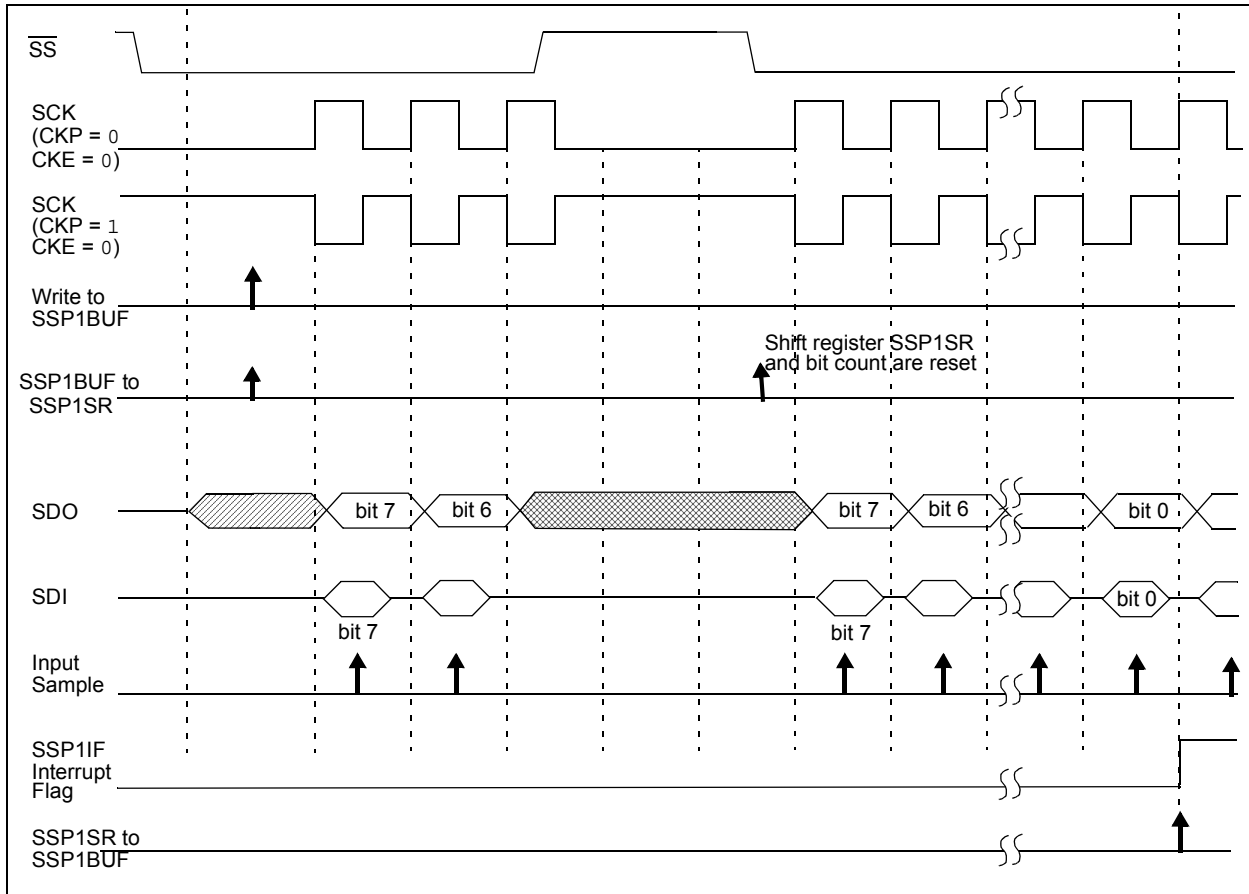 SS
SCK
(CKP = 0
CKE = 0)
SCK
(CKP = 1
CKE = 0)
Write to
SSP1BUF
Shift register SSP1SR
and bit count are reset
SSP1BUF to
SSP1SR
SDO
bit 7
bit 6
bit 7
bit 6
bit 0
SDI
bit 0
bit 7
bit 7
Input
Sample
SSP1IF
Interrupt
Flag
SSP1SR to
SSP1BUF